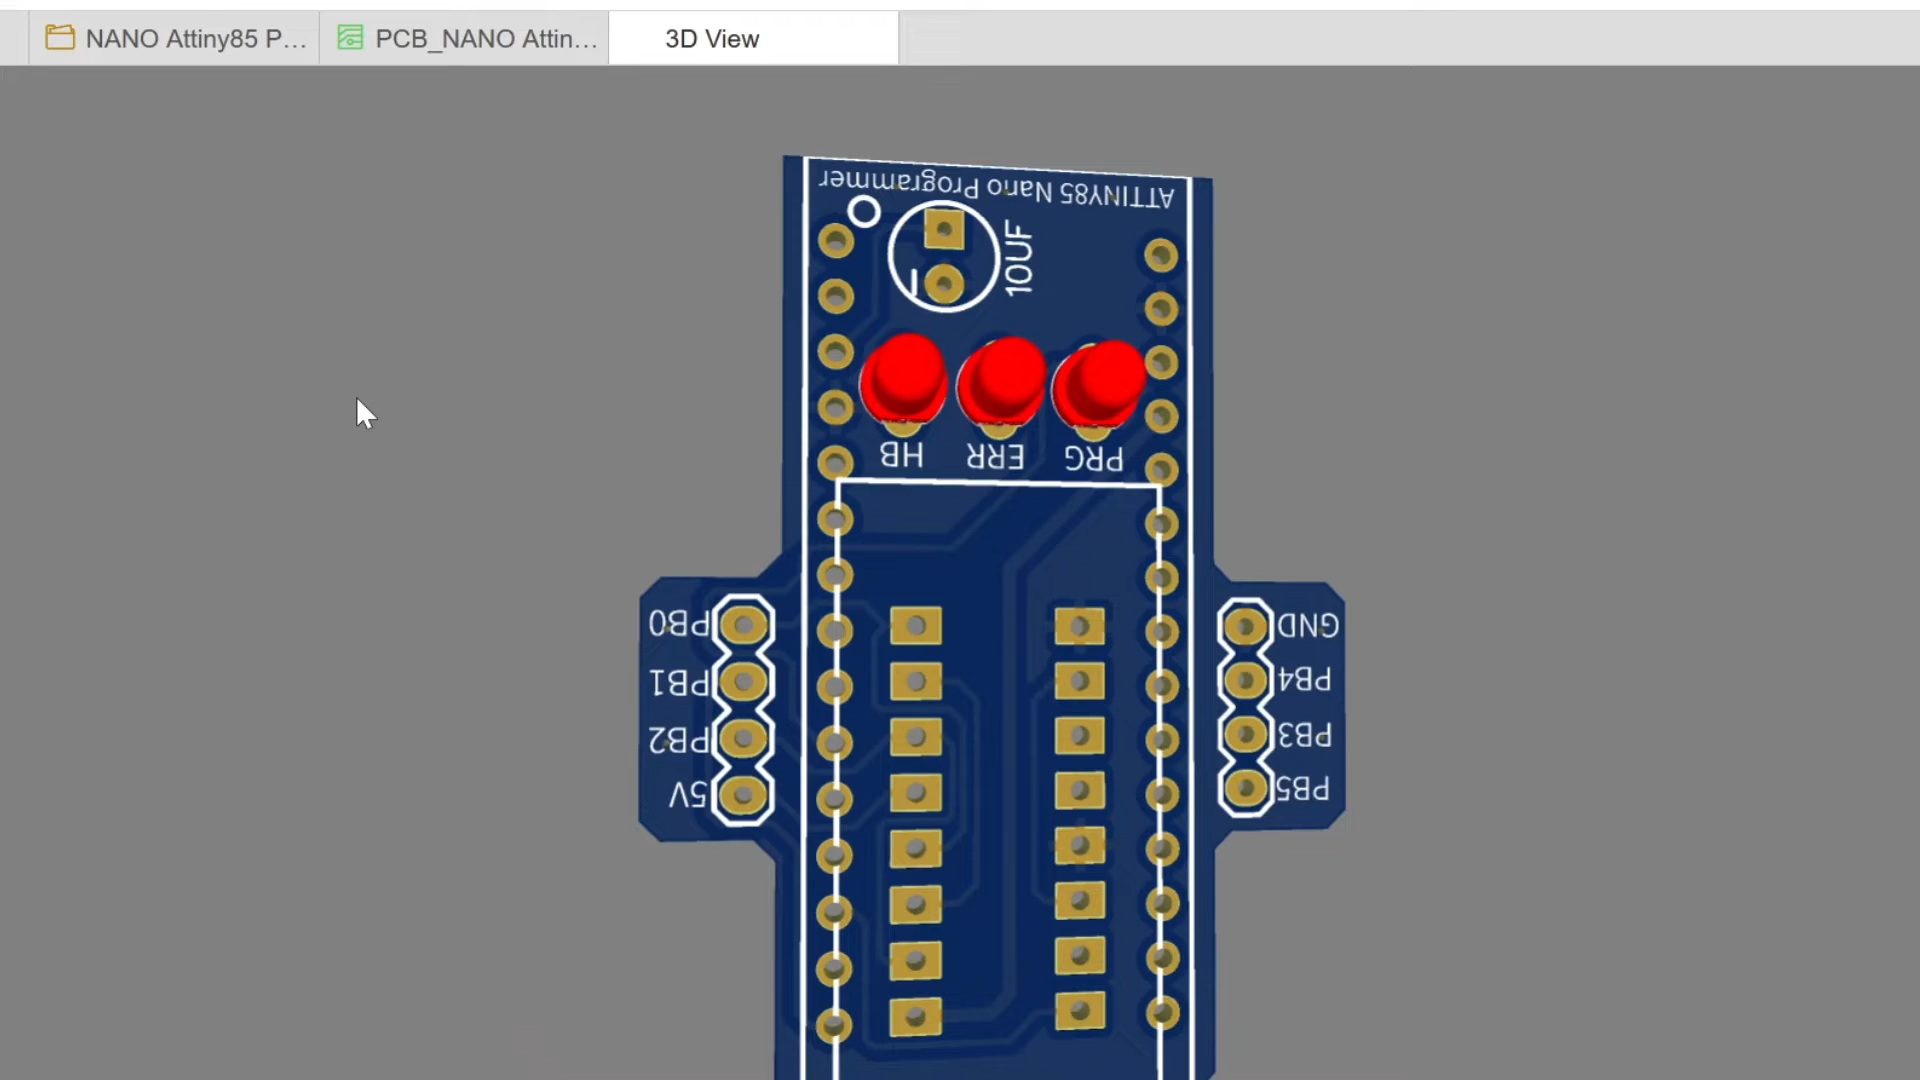 NANO Attiny85 P...
PCB_NANO Attin...
3D View
ATTINY85 Nano Programmer
10UF
HB
ERR
PRG
PB0
PB1
PB2
5V
GND
PB4
PB3
PB5